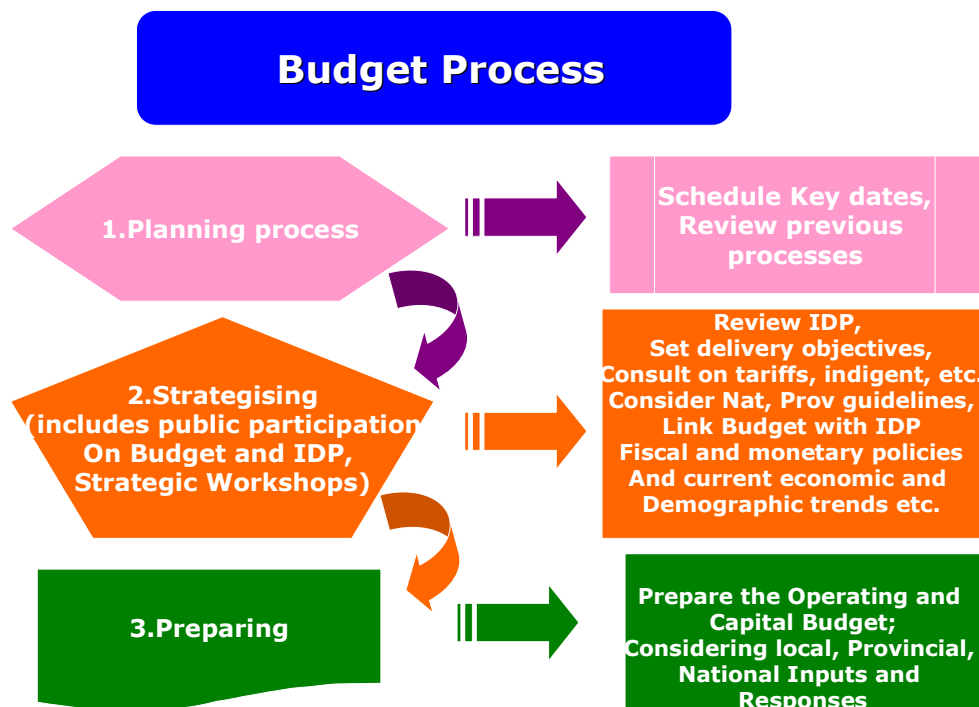 Budget Process
1.Planning process
Schedule Key dates,
Review previous
processes
2.Strategising
(includes public participation
On Budget and IDP,
Strategic Workshops)
Review IDP,
Set delivery objectives,
Consult on tariffs, indigent, etc.
Consider Nat, Prov guidelines,
Link Budget with IDP
Fiscal and monetary policies
And current economic and
Demographic trends etc.
3.Preparing
Prepare the Operating and
Capital Budget;
Considering local, Provincial,
National Inputs and
Responses